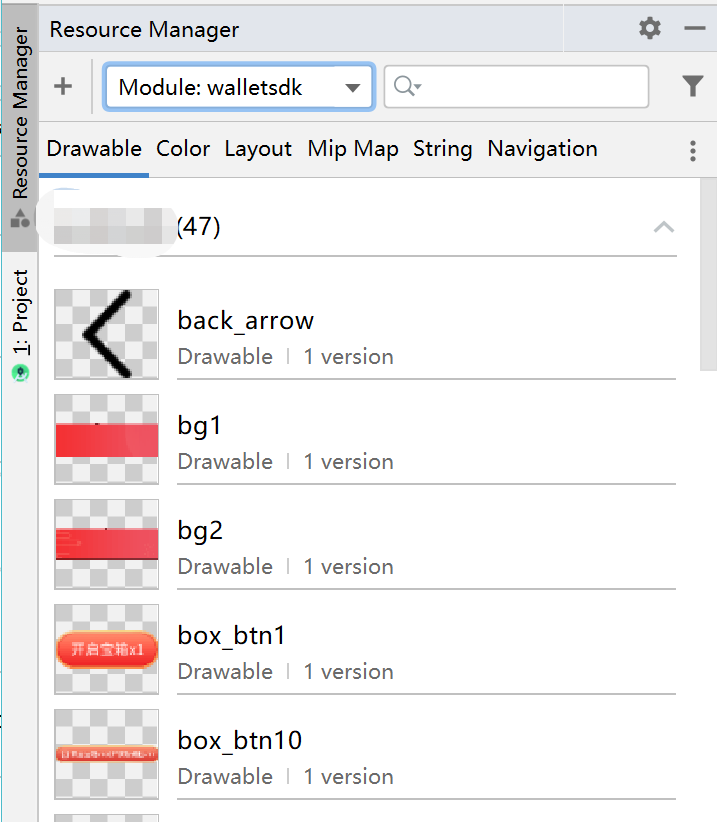 Resource Manager
Resource Manager
1: Project
Module: walletsdk
Drawable Color Layout Mip Map String Navigation
(47)
back_arrow
Drawable | 1 version
bg1
Drawable | 1 version
bg2
Drawable | 1 version
开启宝箱x1
box_btn1
Drawable | 1 version
box_btn10
Drawable | 1 version